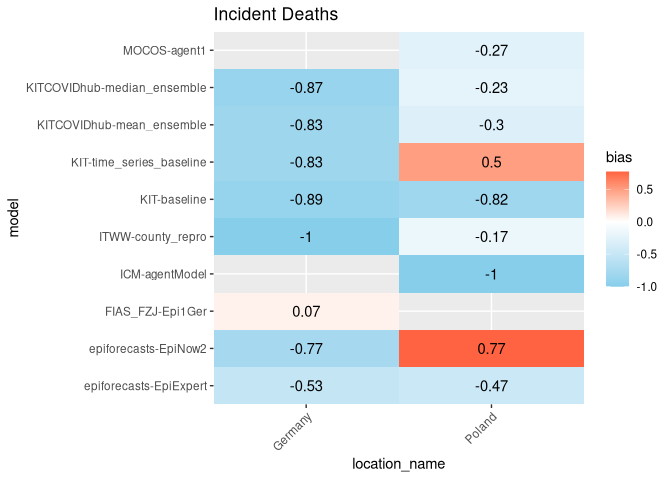 Incident Deaths
model
MOCOS-agent1 -0.27
KITCOVIDhub-median_ensemble -0.87 -0.23
KITCOVIDhub-mean_ensemble -0.83 -0.3
KIT-time_series_baseline -0.83 0.5
KIT-baseline -0.89 -0.82
ITWW-county_repro -1 -0.17
ICM-agentModel -1
FIAS_FZJ-Epi1Ger 0.07
epiforecasts-EpiNow2 -0.77 0.77
epiforecasts-EpiExpert -0.53 -0.47
Germany Poland
location_name
bias
0.5
0.0
-0.5
-1.0